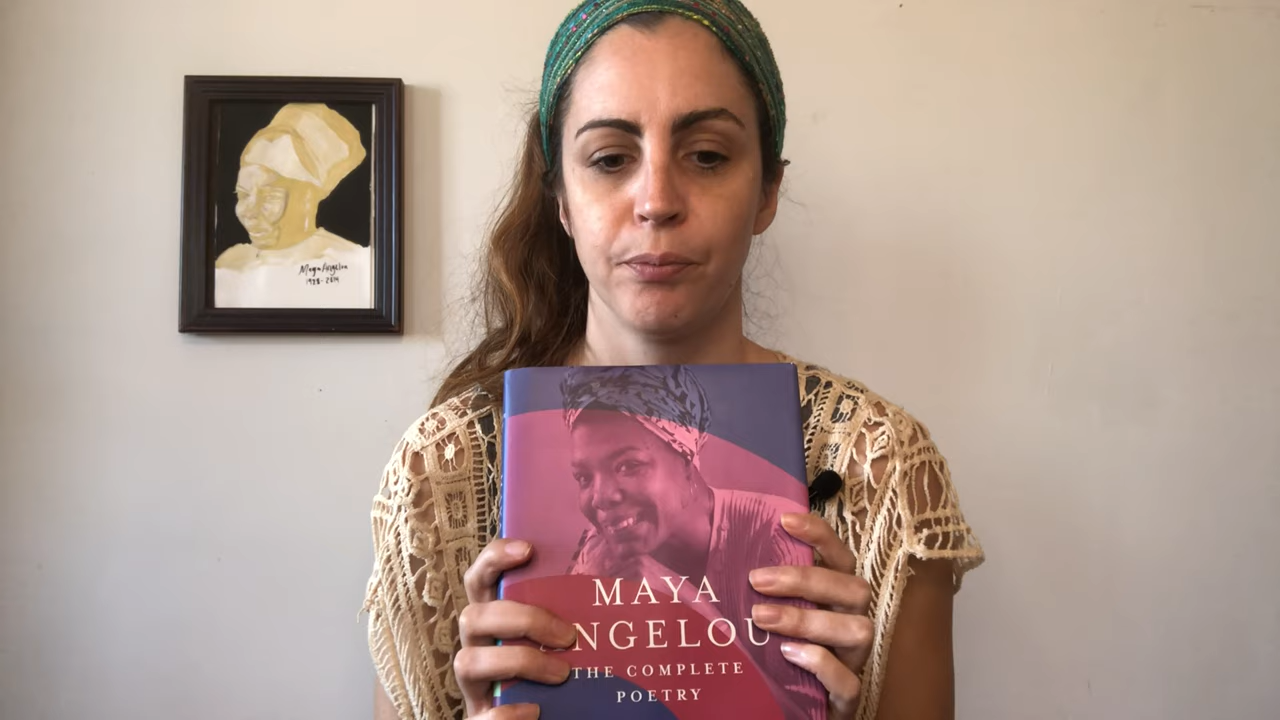 Maya Angelou
1928-2014
MAYA
ANGELOU
THE COMPLETE
POETRY